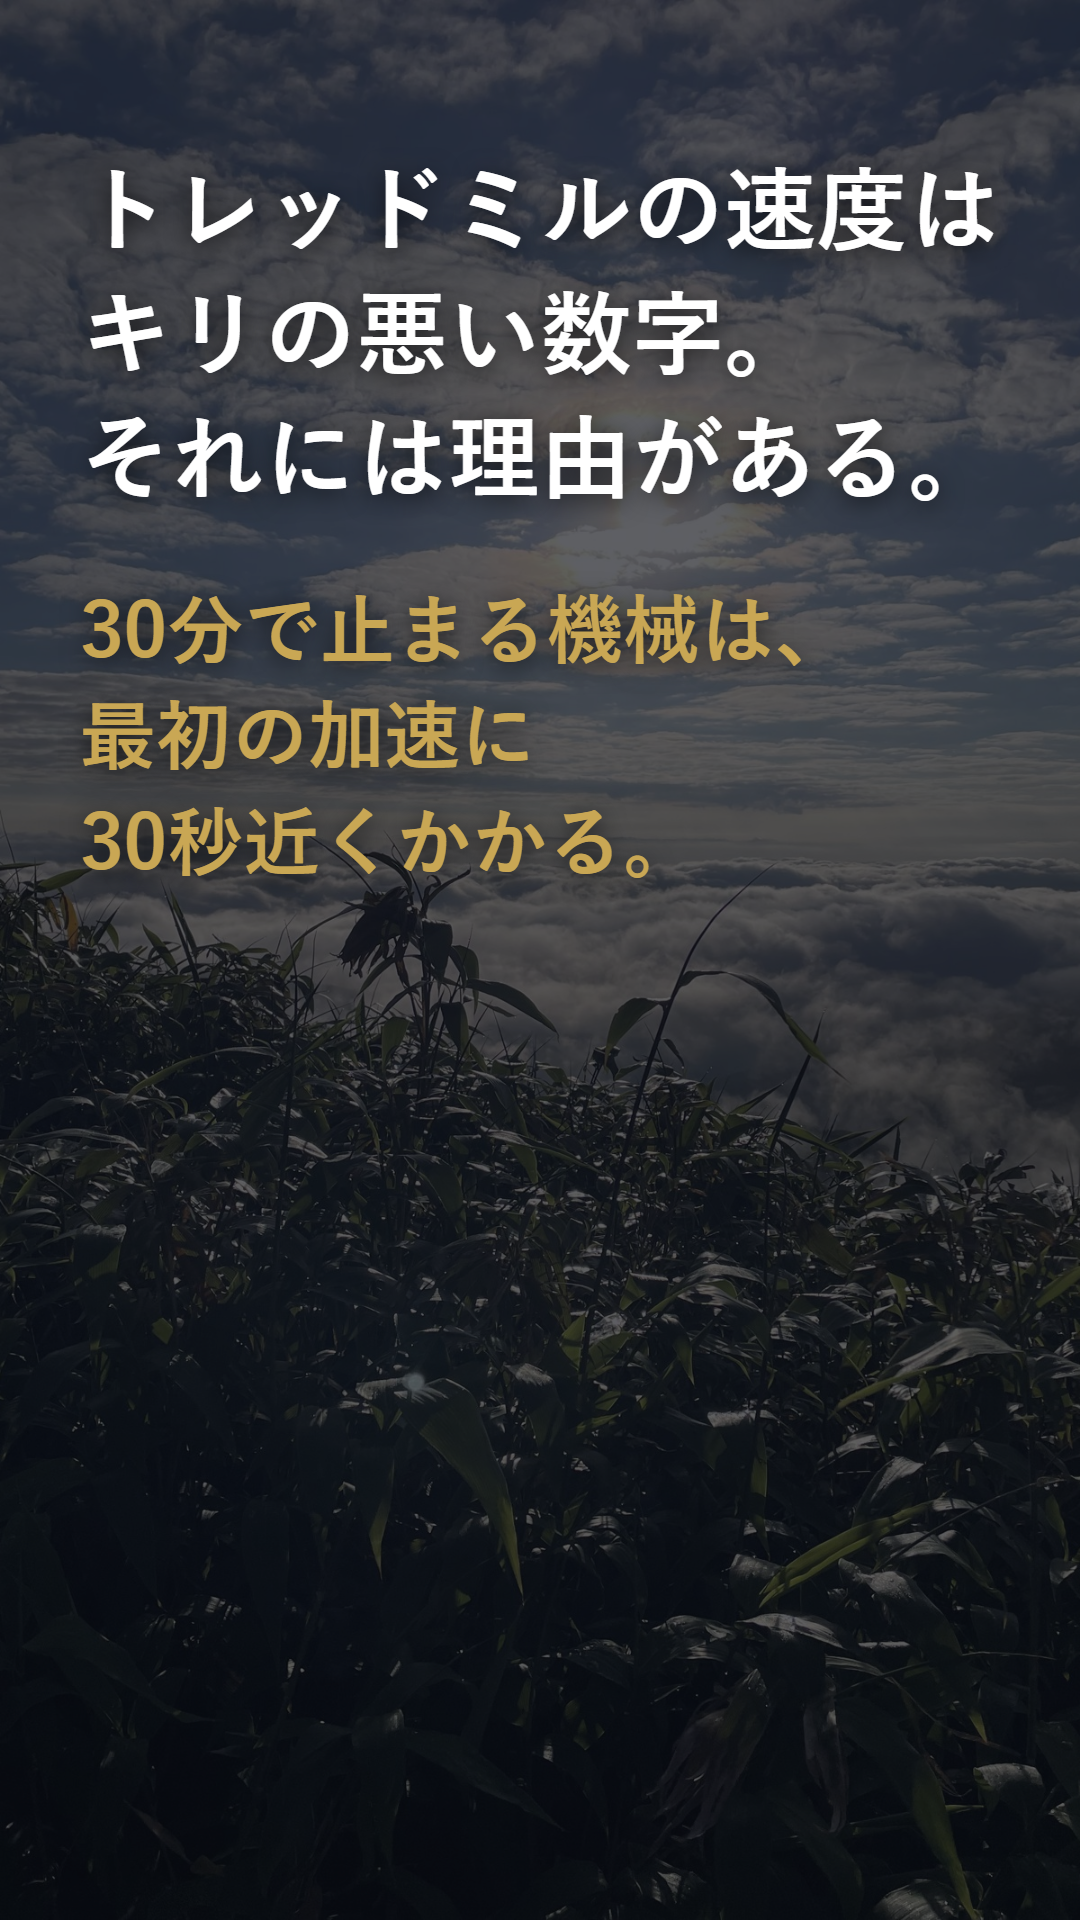 トレッドミルの速度は
キリの悪い数字。
それには理由がある。
30分で止まる機械は、
最初の加速に
30秒近くかかる。